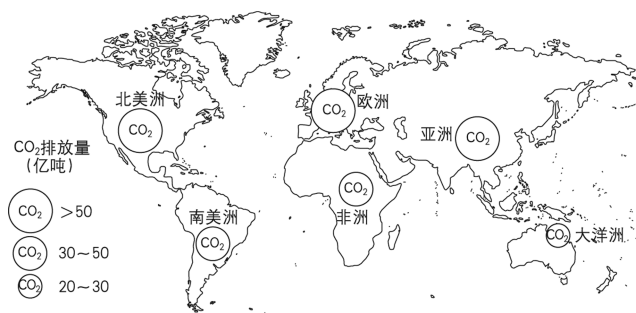 北美洲
CO₂
CO₂
欧洲
亚洲
CO₂
CO₂
非洲
南美洲
CO₂
CO₂
大洋洲
CO₂排放量
(亿吨)
CO₂ >50
CO₂ 30～50
CO₂ 20～30